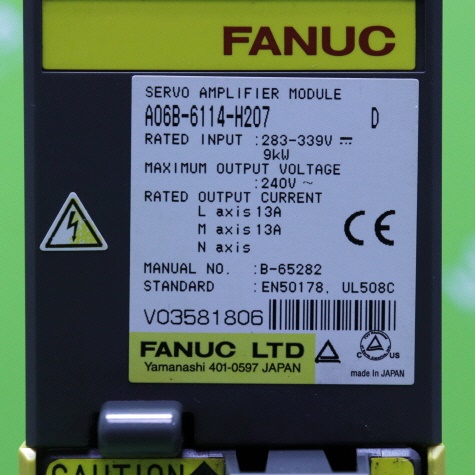 FANUC
SERVO AMPLIFIER MODULE
A06B-6114-H207 D
RATED INPUT :283-339V ⎓
9kW
MAXIMUM OUTPUT VOLTAGE
:240V ~
RATED OUTPUT CURRENT
L axis 13A
M axis 13A
N axis
CE
MANUAL NO. :B-65282
STANDARD :EN50178, UL508C
V03581806
FANUC LTD
Yamanashi 401-0597 JAPAN
C US
made in JAPAN
CAUTION